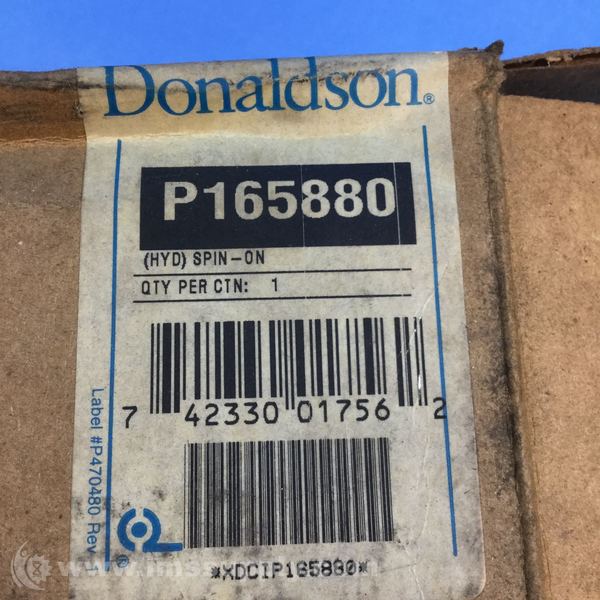 Donaldson®
P165880
(HYD) SPIN-ON
QTY PER CTN: 1
7 42330 01756 2
Label #P470480 Rev
®
*XDCIP165880*